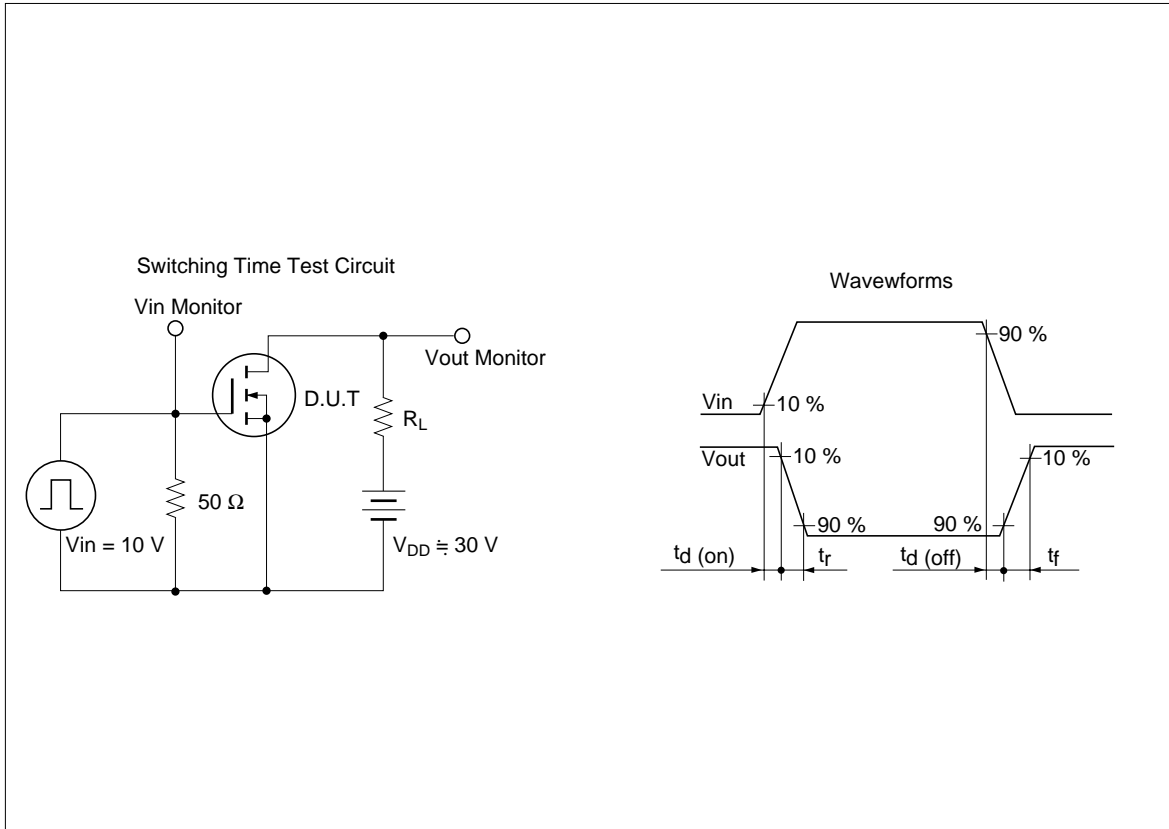 Switching Time Test Circuit
Vin Monitor
Vout Monitor
D.U.T
RL
50 Ω
Vin = 10 V
VDD ≒ 30 V
Wavewforms
90 %
Vin
10 %
Vout
10 %
10 %
90 %
90 %
td (on)
tr
td (off)
tf